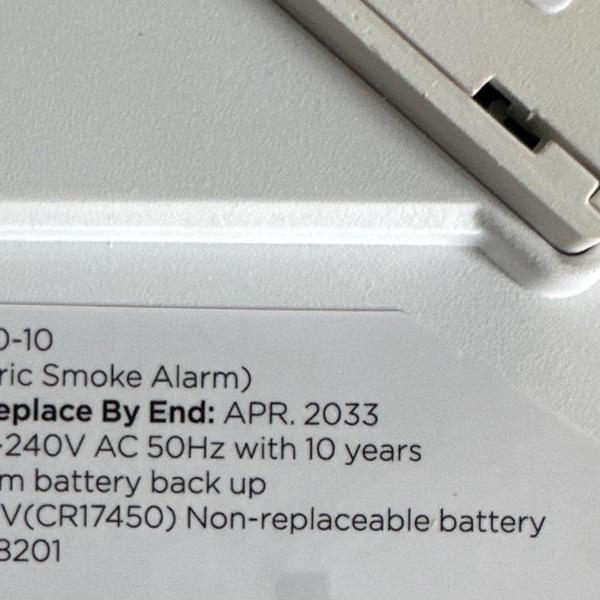 0-10
ric Smoke Alarm)
eplace By End: APR. 2033
-240V AC 50Hz with 10 years
m battery back up
V(CR17450) Non-replaceable battery
8201